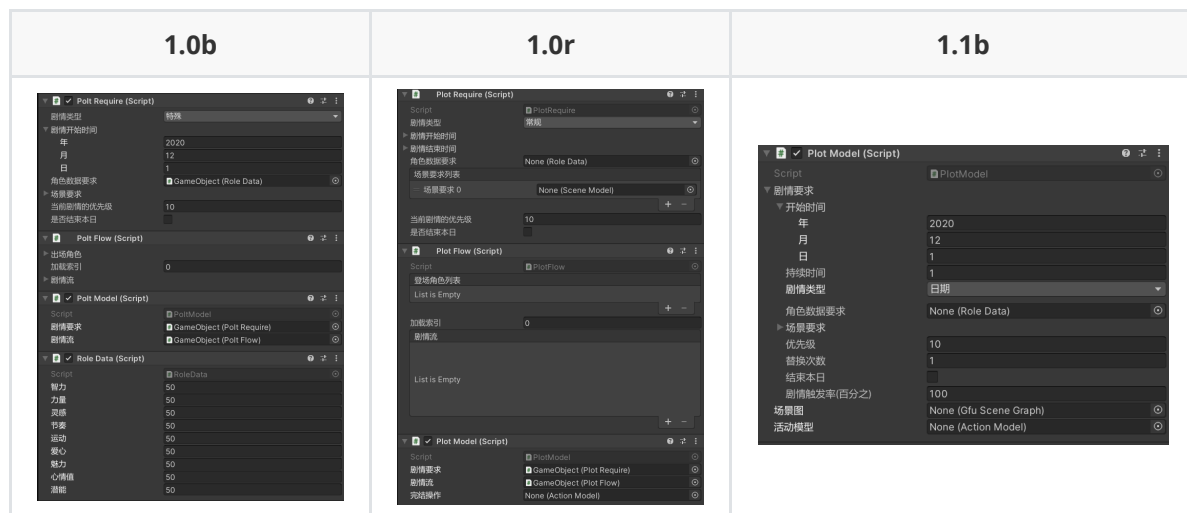 1.0b
1.0r
1.1b
Polt Require (Script)
剧情类型 特殊
剧情开始时间
年 2020
月 12
日 1
角色数据要求 GameObject (Role Data)
场景要求
当前剧情的优先级 10
是否结束本日
Polt Flow (Script)
出场角色
加载索引 0
剧情流
Polt Model (Script)
Script PoltModel
剧情要求 GameObject (Polt Require)
剧情流 GameObject (Polt Flow)
Role Data (Script)
Script RoleData
智力 50
力量 50
灵感 50
节奏 50
运动 50
爱心 50
魅力 50
心情值 50
潜能 50
Plot Require (Script)
Script PlotRequire
剧情类型 常规
剧情开始时间
剧情结束时间
角色数据要求 None (Role Data)
场景要求列表
场景要求 0 None (Scene Model)
当前剧情的优先级 10
是否结束本日
Plot Flow (Script)
Script PlotFlow
登场角色列表
List is Empty
加载索引 0
剧情流
List is Empty
Plot Model (Script)
Script PlotModel
剧情要求 GameObject (Plot Require)
剧情流 GameObject (Plot Flow)
完结操作 None (Action Model)
Plot Model (Script)
Script PlotModel
剧情要求
开始时间
年 2020
月 12
日 1
持续时间 1
剧情类型 日期
角色数据要求 None (Role Data)
场景要求
优先级 10
替换次数 1
结束本日
剧情触发率(百分之) 100
场景图 None (Gfu Scene Graph)
活动模型 None (Action Model)